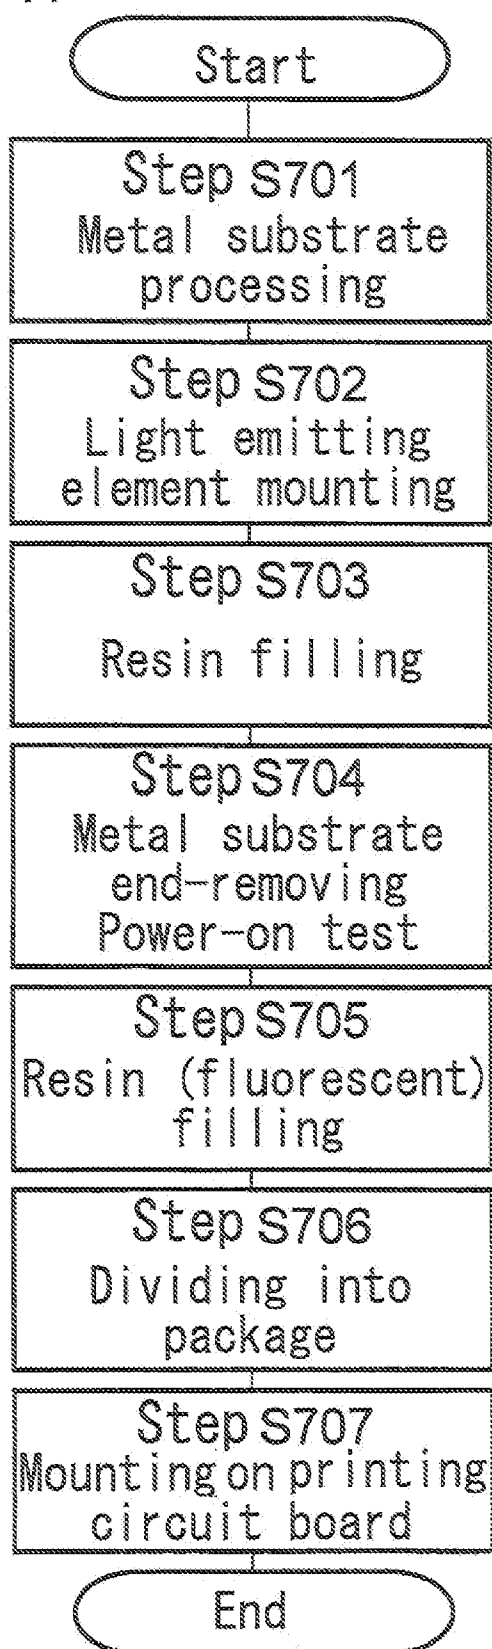 Start
Step S701
Metal substrate
processing
Step S702
Light emitting
element mounting
Step S703
Resin filling
Step S704
Metal substrate
end-removing
Power-on test
Step S705
Resin (fluorescent)
filling
Step S706
Dividing into
package
Step S707
Mounting on printing
circuit board
End